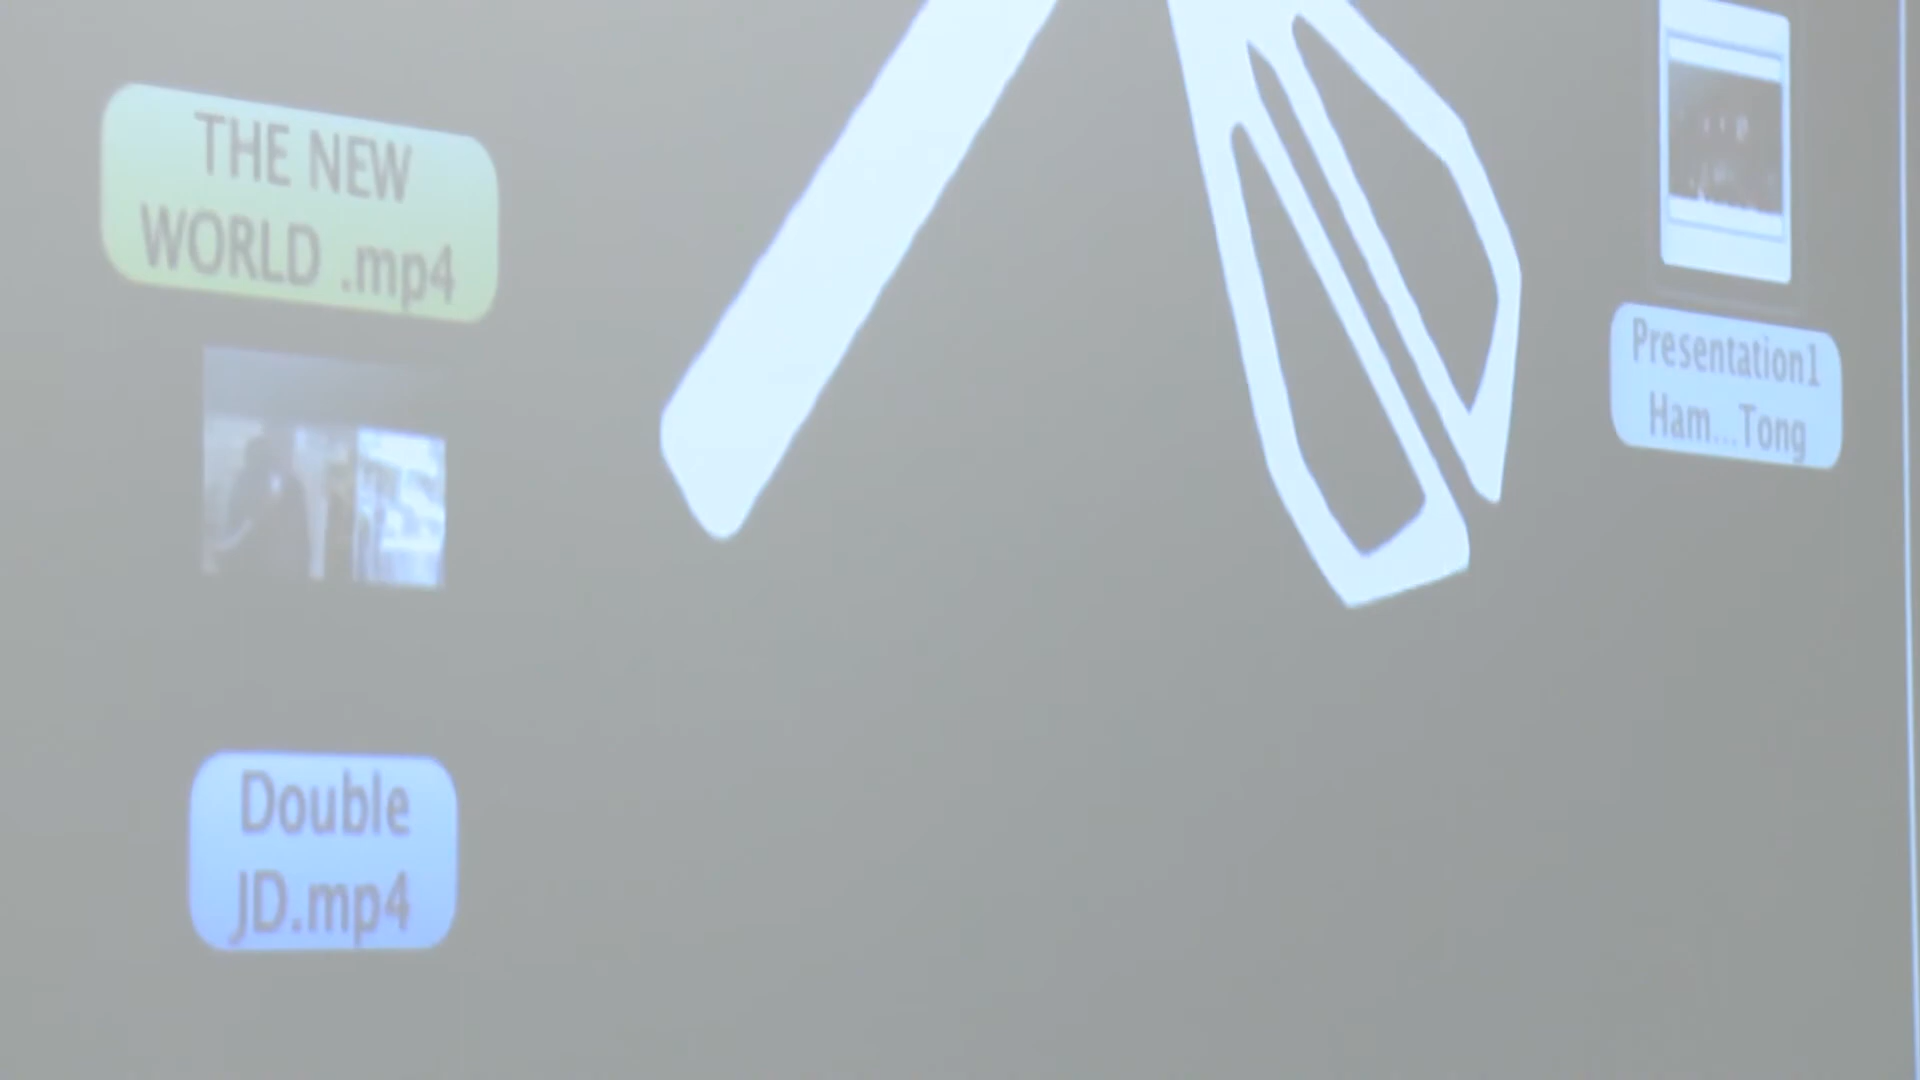 THE NEW
WORLD .mp4
Presentation1
Ham...Tong
Double
JD.mp4